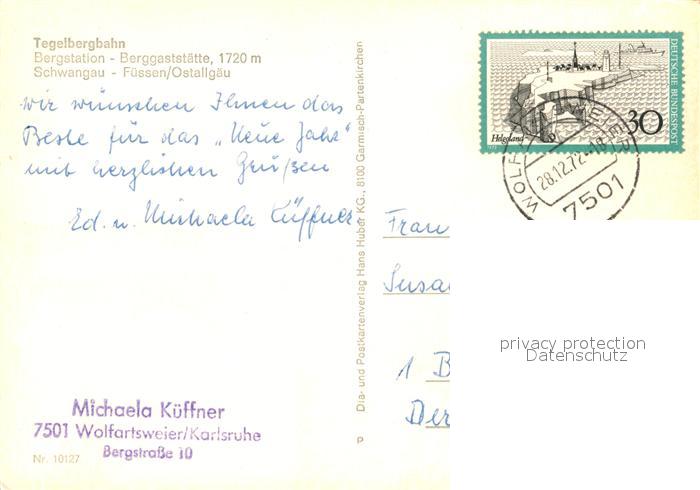 Tegelbergbahn
Bergstation - Berggaststätte, 1720 m
Schwangau - Füssen/Ostallgäu
wir wünschen Ihnen das
Beste für das „Neue Jahr"
mit herzlichen Grüßen
Ed. u. Michaela Küffner
Michaela Küffner
7501 Wolfartsweier/Karlsruhe
Bergstraße 10
Nr. 10127
Dia- und Postkartenverlag Hans Huber KG., 8100 Garmisch-Partenkirchen
P
DEUTSCHE BUNDESPOST
Helgoland
30
28.12.72-18
7501
Frau
1 B
privacy protection
Datenschutz